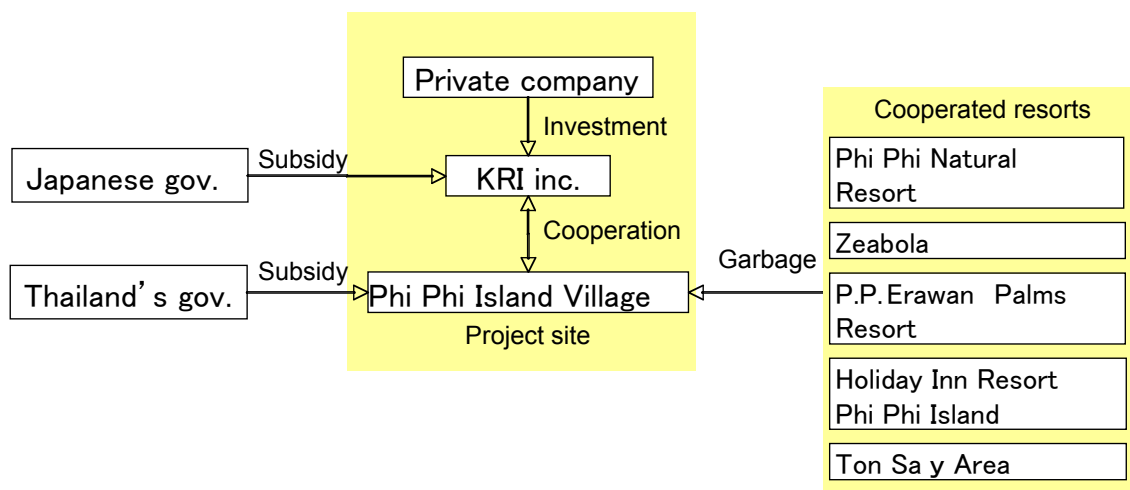 Private company
Investment
Japanese gov.
Subsidy
KRI inc.
Cooperation
Thailand's gov.
Subsidy
Phi Phi Island Village
Project site
Garbage
Cooperated resorts
Phi Phi Natural
Resort
Zeabola
P.P.Erawan Palms
Resort
Holiday Inn Resort
Phi Phi Island
Ton Sa y Area